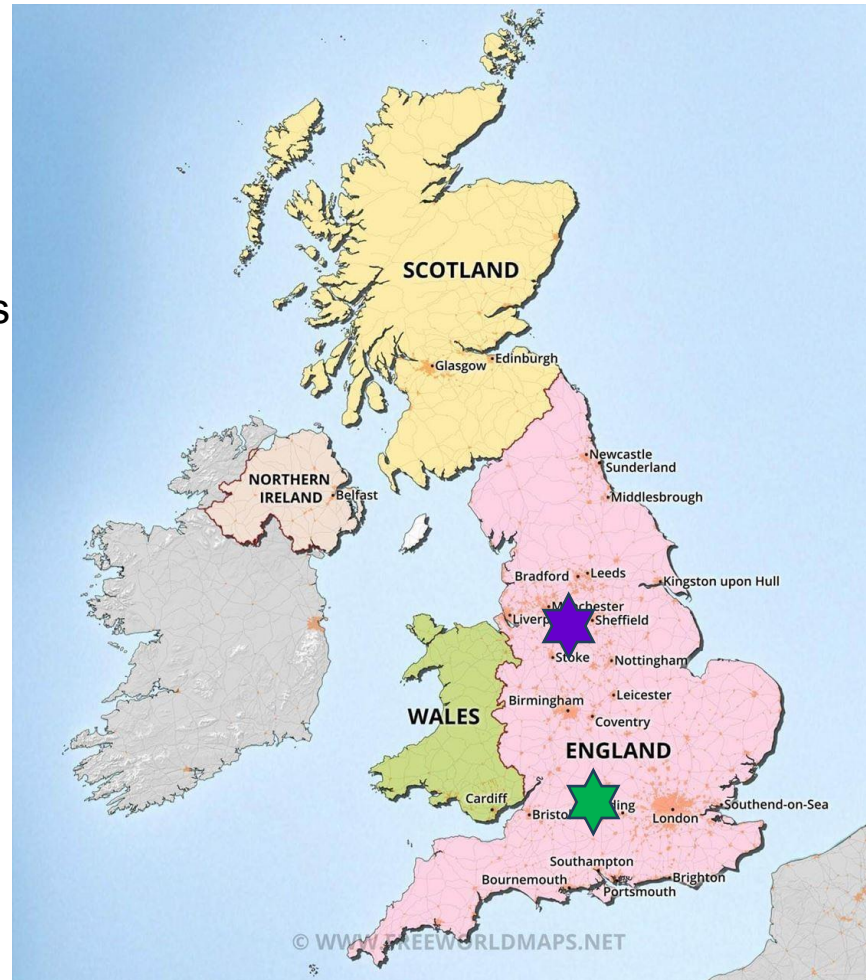 s
SCOTLAND
Glasgow
Edinburgh
Newcastle
Sunderland
NORTHERN
IRELAND
Belfast
Middlesbrough
Bradford
Leeds
Kingston upon Hull
Sheffield
Stoke
Nottingham
Birmingham
Leicester
WALES
Coventry
ENGLAND
Cardiff
Southend-on-Sea
London
Southampton
Bournemouth
Brighton
Portsmouth